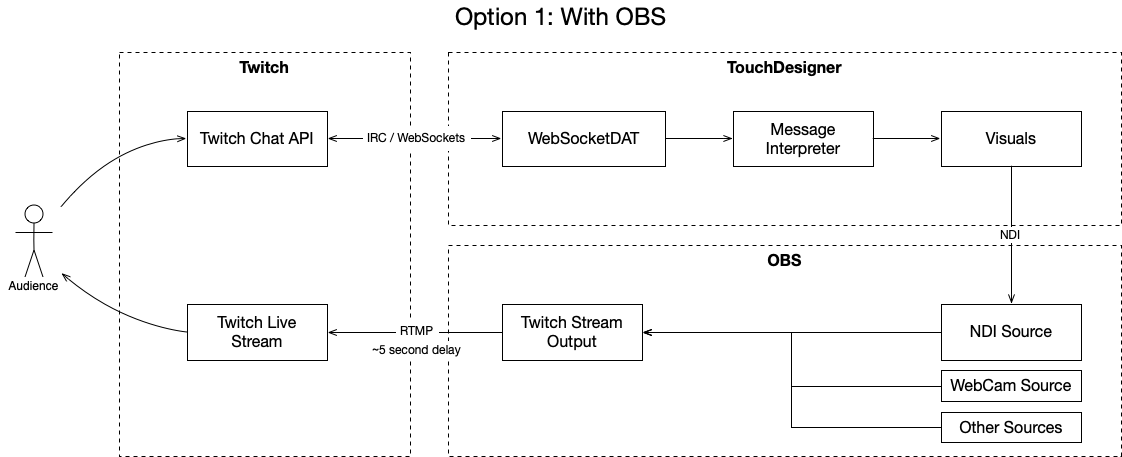 Option 1: With OBS
Twitch
TouchDesigner
Twitch Chat API
IRC / WebSockets
WebSocketDAT
Message
Interpreter
Visuals
NDI
Audience
OBS
Twitch Live
Stream
RTMP
~5 second delay
Twitch Stream
Output
NDI Source
WebCam Source
Other Sources